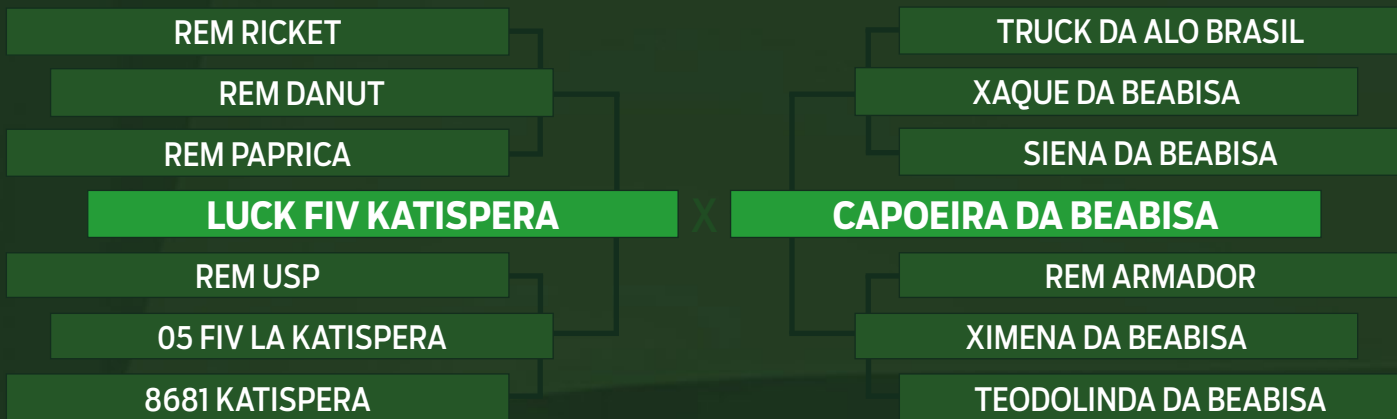 REM RICKET
REM DANUT
REM PAPRICA
LUCK FIV KATISPERA
REM USP
05 FIV LA KATISPERA
8681 KATISPERA
X
TRUCK DA ALO BRASIL
XAQUE DA BEABISA
SIENA DA BEABISA
CAPOEIRA DA BEABISA
REM ARMADOR
XIMENA DA BEABISA
TEODOLINDA DA BEABISA